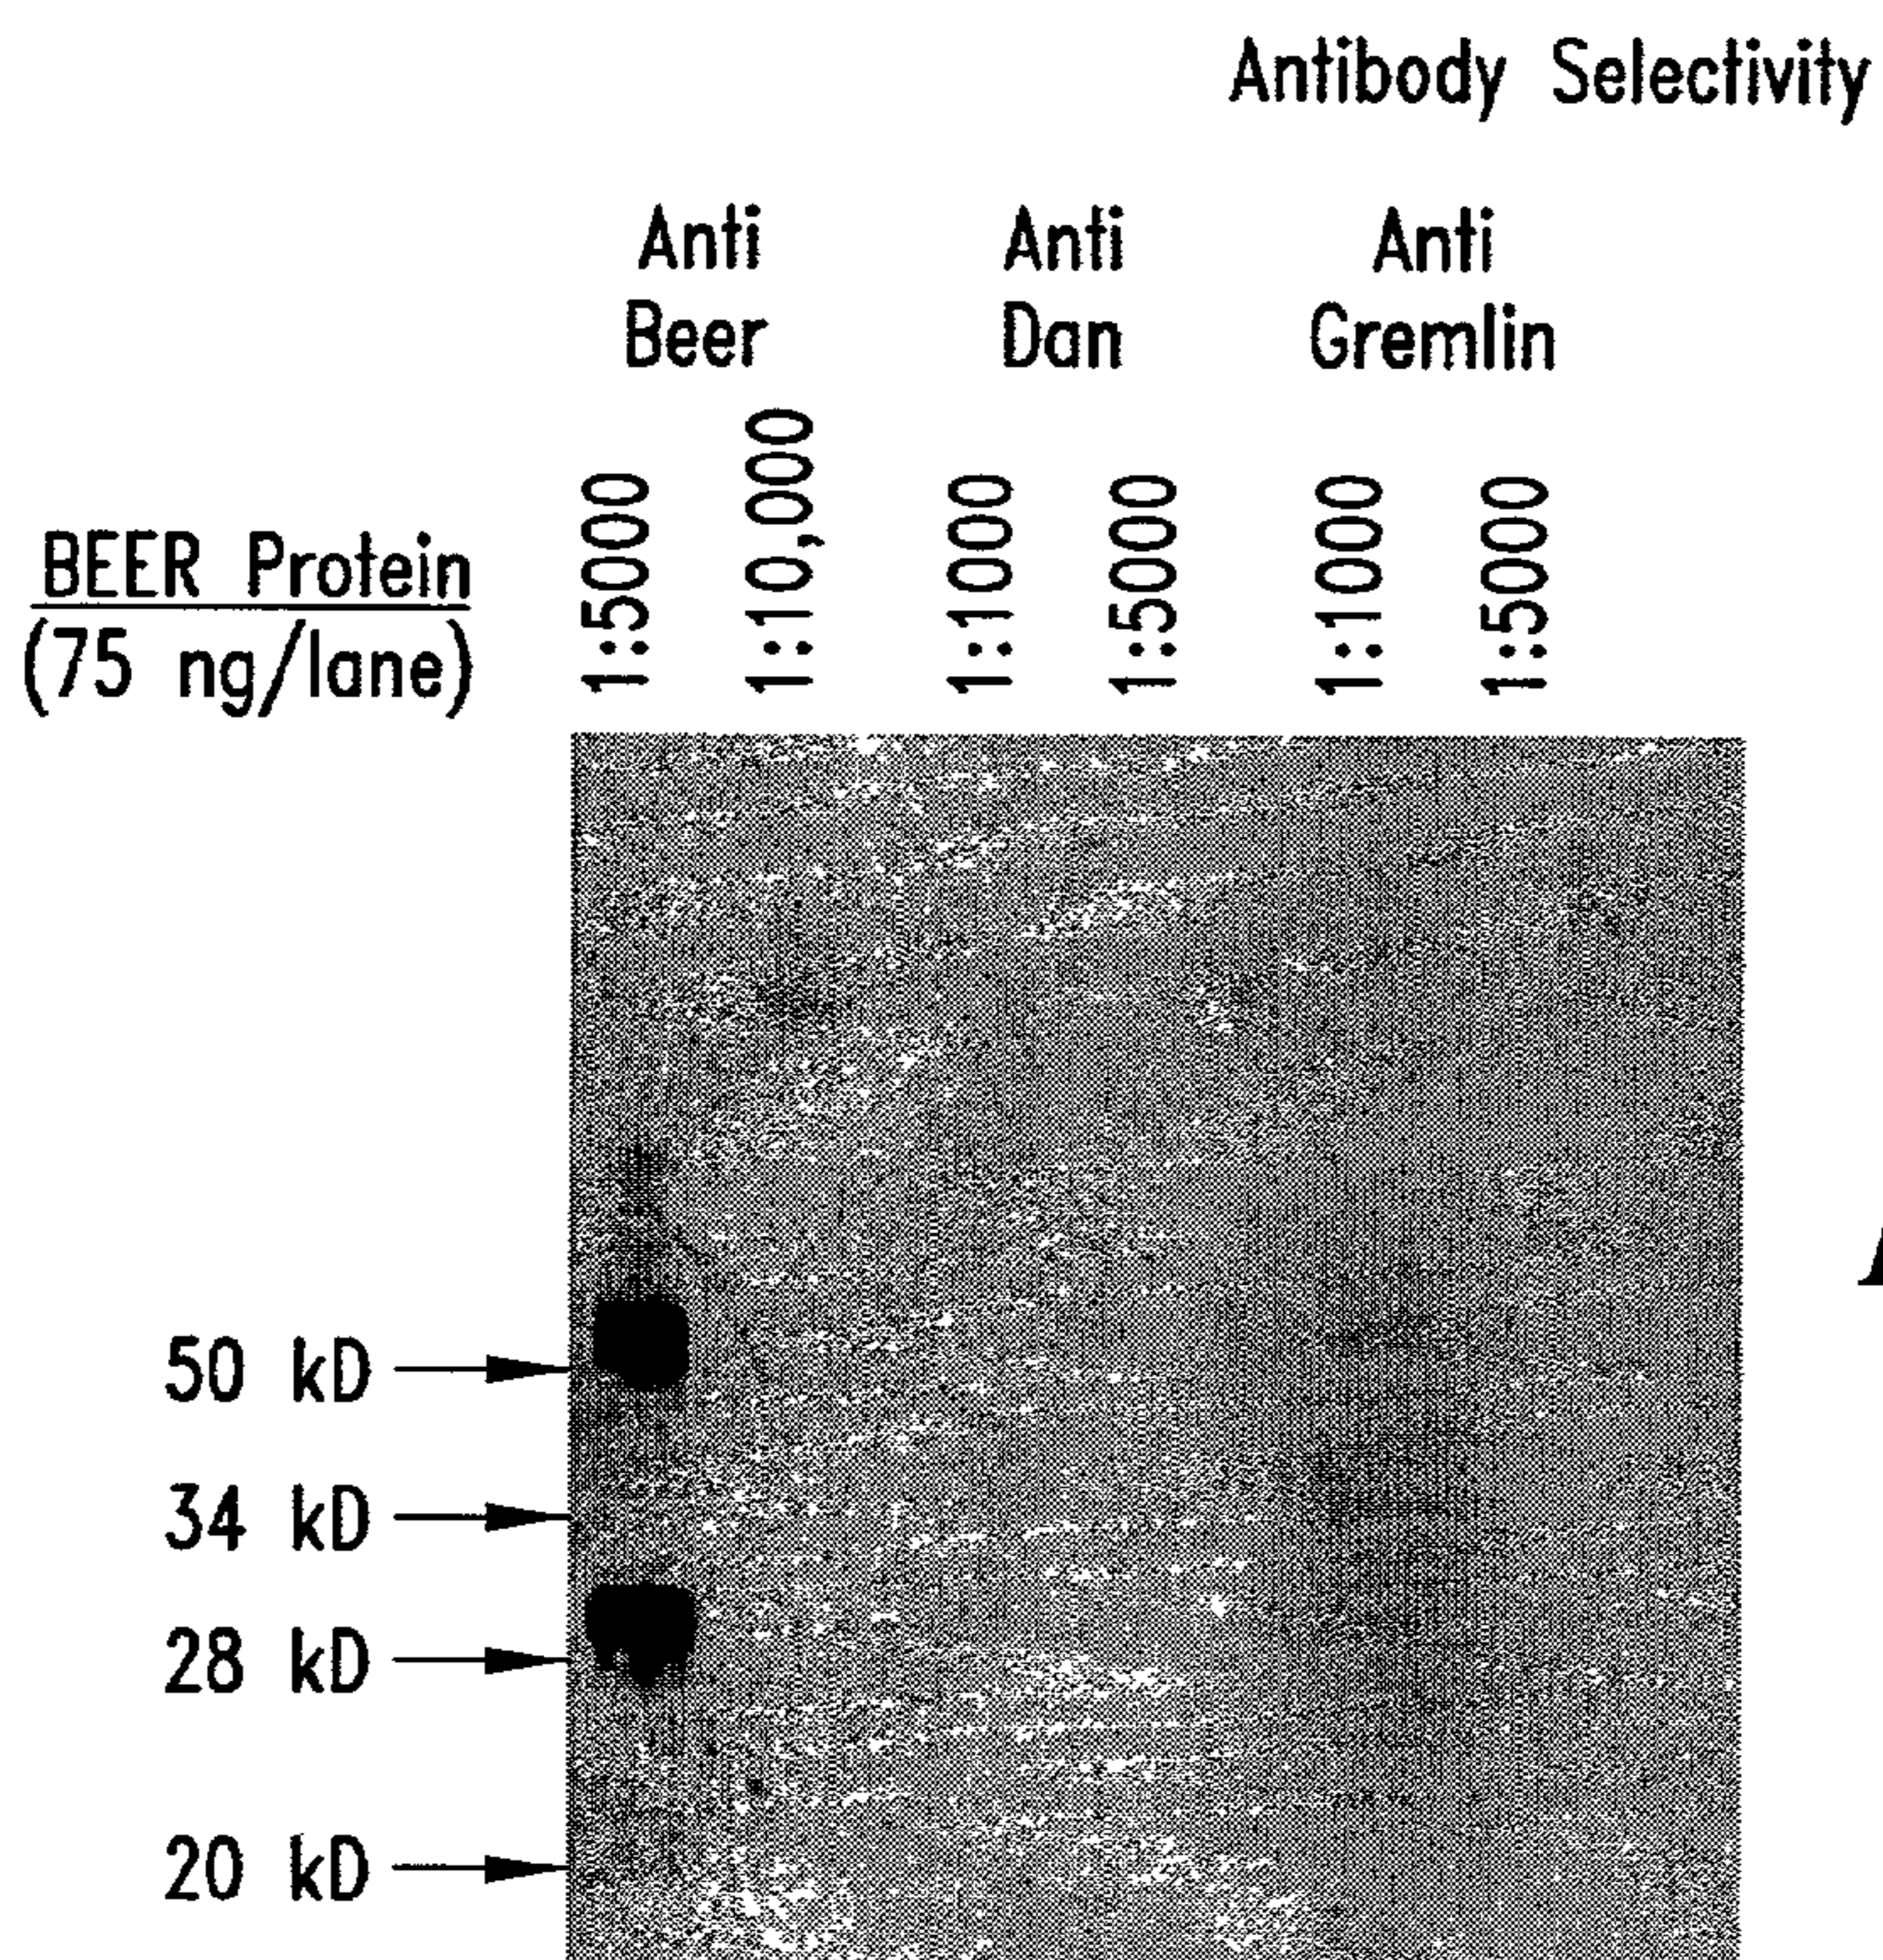 Antibody Selectivity
Anti Anti Anti
Beer Dan Gremlin
BEER Protein
(75 ng/lane)
1:5000 1:10,000 1:1000 1:5000 1:1000 1:5000
50 kD
34 kD
28 kD
20 kD